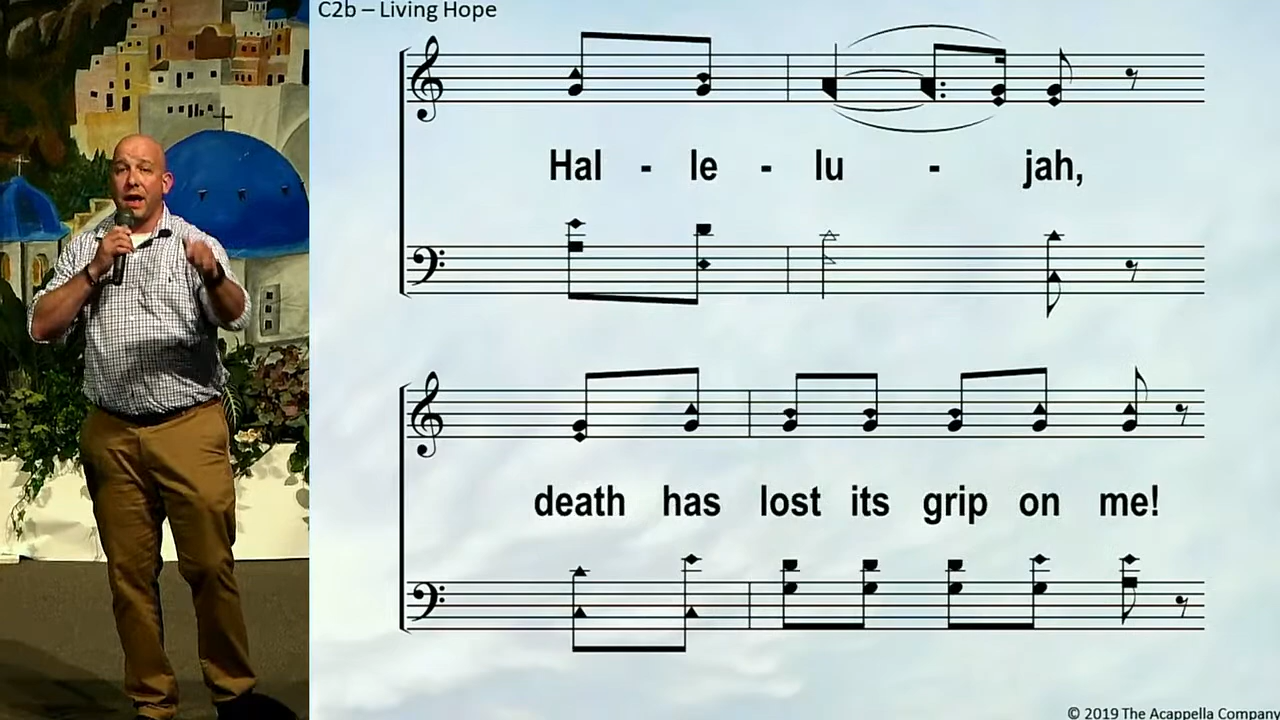 C2b – Living Hope
Hal - le - lu - jah,
death has lost its grip on me!
© 2019 The Acappella Company